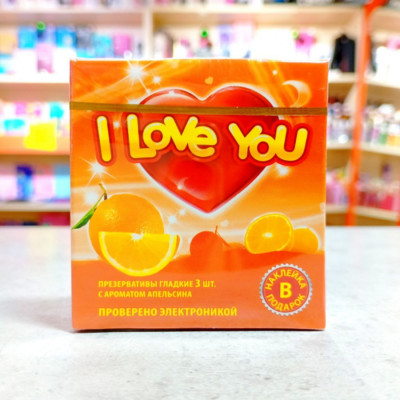 I LOVE YOU
ПРЕЗЕРВАТИВЫ ГЛАДКИЕ 3 ШТ.
С АРОМАТОМ АПЕЛЬСИНА
ПРОВЕРЕНО ЭЛЕКТРОНИКОЙ
НАКЛЕЙКА
В
ПОДАРОК